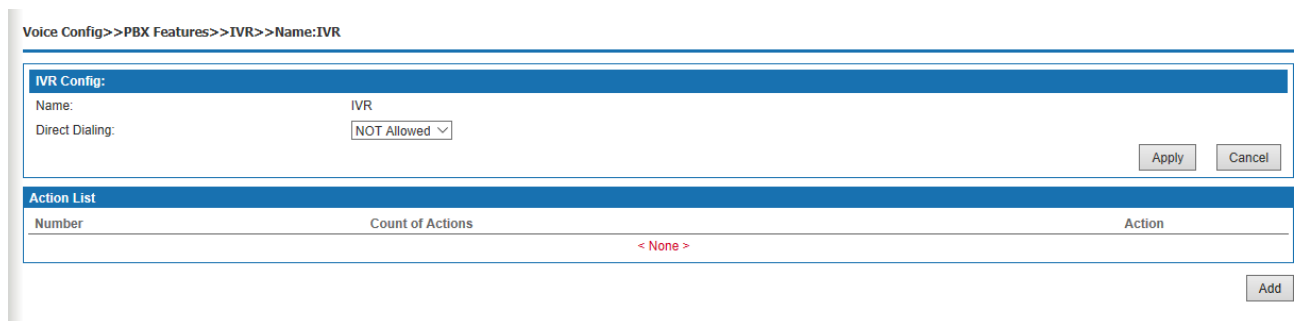 Voice Config>>PBX Features>>IVR>>Name:IVR
IVR Config:
Name: IVR
Direct Dialing: NOT Allowed
Apply Cancel
Action List
Number Count of Actions Action
< None >
Add